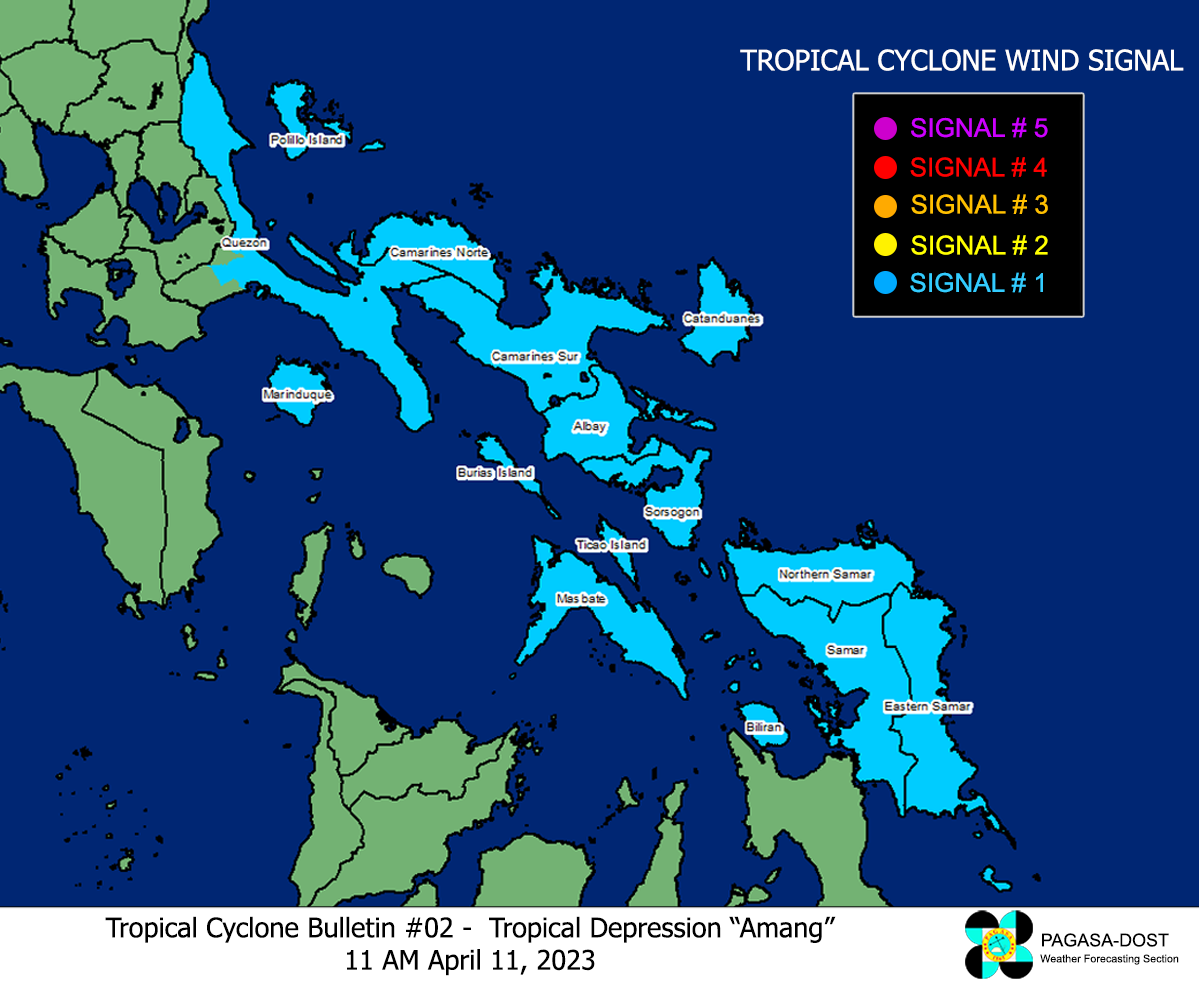 TROPICAL CYCLONE WIND SIGNAL
SIGNAL # 5
SIGNAL # 4
SIGNAL # 3
SIGNAL # 2
SIGNAL # 1
Polillo Island
Quezon
Camarines Norte
Catanduanes
Camarines Sur
Marinduque
Albay
Burias Island
Sorsogon
Ticao Island
Northern Samar
Masbate
Samar
Eastern Samar
Biliran
Tropical Cyclone Bulletin #02 - Tropical Depression “Amang”
11 AM April 11, 2023
PAGASA
PAGASA-DOST
Weather Forecasting Section